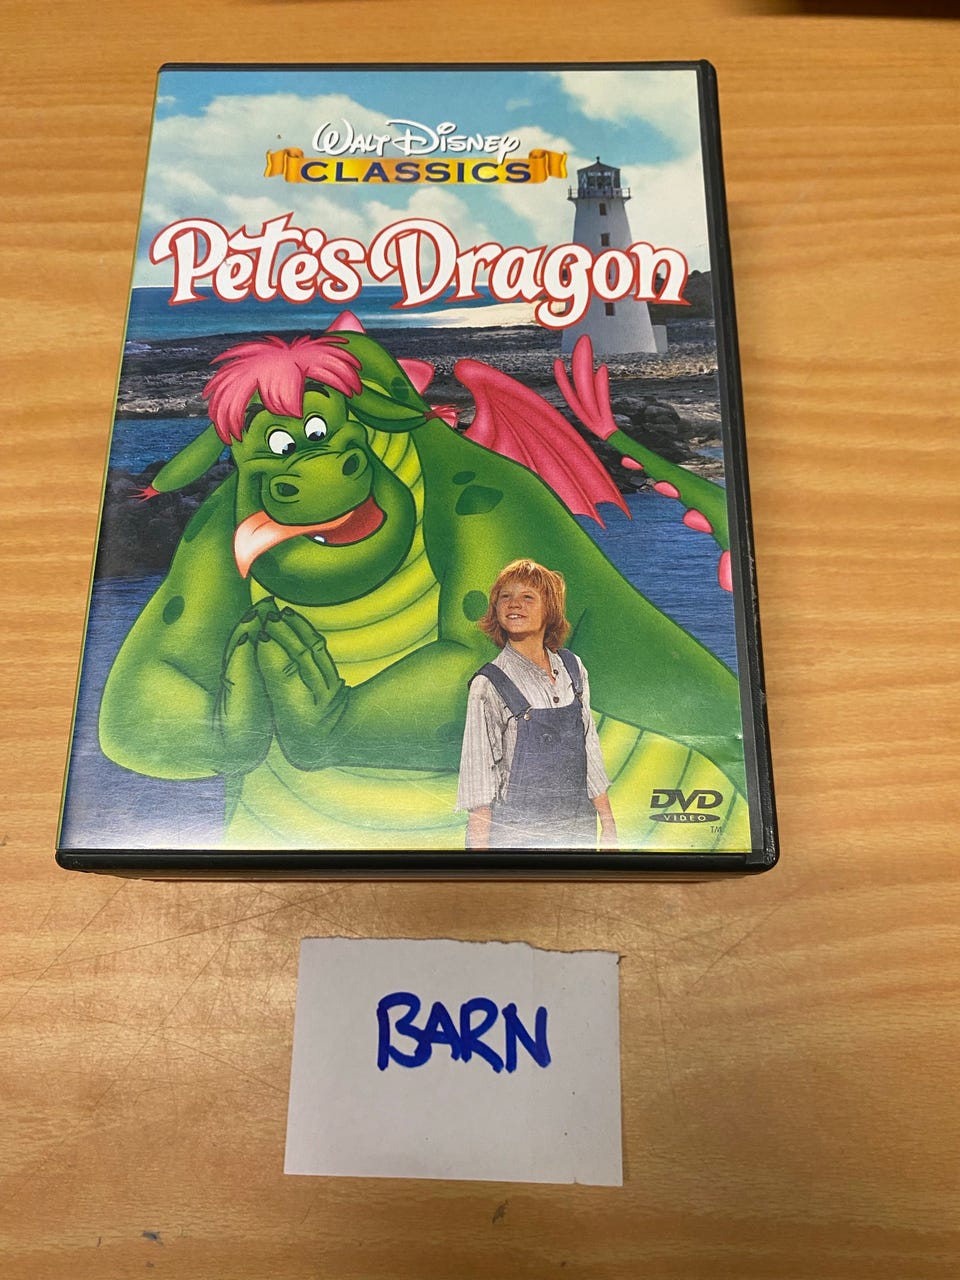 WALT DISNEY
CLASSICS
Pete's Dragon
DVD
VIDEO
TM
BARN